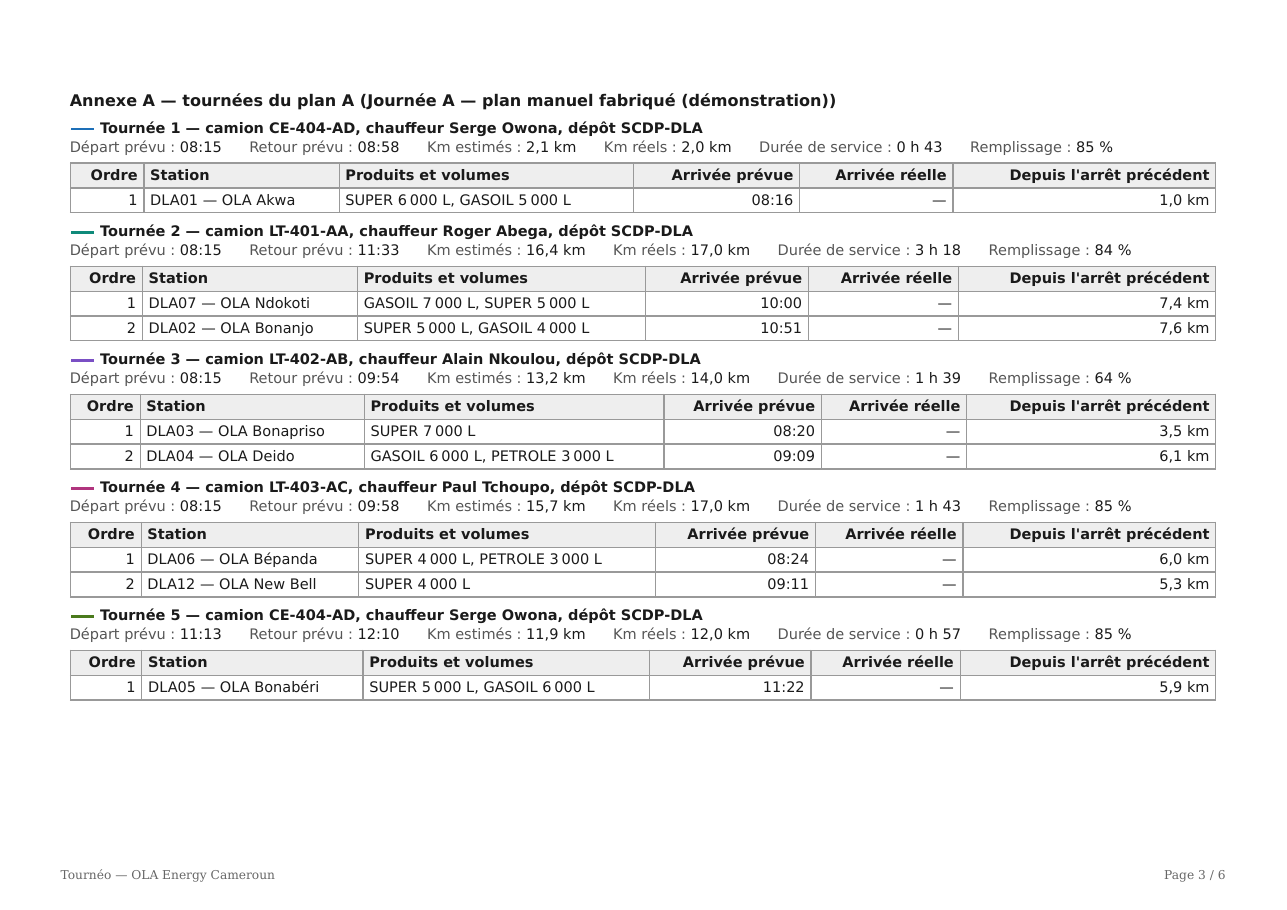 Annexe A — tournées du plan A (Journée A — plan manuel fabriqué (démonstration))
Tournée 1 — camion CE-404-AD, chauffeur Serge Owona, dépôt SCDP-DLA
Départ prévu : 08:15 Retour prévu : 08:58 Km estimés : 2,1 km Km réels : 2,0 km Durée de service : 0 h 43 Remplissage : 85 %
Ordre Station Produits et volumes Arrivée prévue Arrivée réelle Depuis l'arrêt précédent
1 DLA01 — OLA Akwa SUPER 6 000 L, GASOIL 5 000 L 08:16 — 1,0 km
Tournée 2 — camion LT-401-AA, chauffeur Roger Abega, dépôt SCDP-DLA
Départ prévu : 08:15 Retour prévu : 11:33 Km estimés : 16,4 km Km réels : 17,0 km Durée de service : 3 h 18 Remplissage : 84 %
Ordre Station Produits et volumes Arrivée prévue Arrivée réelle Depuis l'arrêt précédent
1 DLA07 — OLA Ndokoti GASOIL 7 000 L, SUPER 5 000 L 10:00 — 7,4 km
2 DLA02 — OLA Bonanjo SUPER 5 000 L, GASOIL 4 000 L 10:51 — 7,6 km
Tournée 3 — camion LT-402-AB, chauffeur Alain Nkoulou, dépôt SCDP-DLA
Départ prévu : 08:15 Retour prévu : 09:54 Km estimés : 13,2 km Km réels : 14,0 km Durée de service : 1 h 39 Remplissage : 64 %
Ordre Station Produits et volumes Arrivée prévue Arrivée réelle Depuis l'arrêt précédent
1 DLA03 — OLA Bonapriso SUPER 7 000 L 08:20 — 3,5 km
2 DLA04 — OLA Deido GASOIL 6 000 L, PETROLE 3 000 L 09:09 — 6,1 km
Tournée 4 — camion LT-403-AC, chauffeur Paul Tchoupo, dépôt SCDP-DLA
Départ prévu : 08:15 Retour prévu : 09:58 Km estimés : 15,7 km Km réels : 17,0 km Durée de service : 1 h 43 Remplissage : 85 %
Ordre Station Produits et volumes Arrivée prévue Arrivée réelle Depuis l'arrêt précédent
1 DLA06 — OLA Bépanda SUPER 4 000 L, PETROLE 3 000 L 08:24 — 6,0 km
2 DLA12 — OLA New Bell SUPER 4 000 L 09:11 — 5,3 km
Tournée 5 — camion CE-404-AD, chauffeur Serge Owona, dépôt SCDP-DLA
Départ prévu : 11:13 Retour prévu : 12:10 Km estimés : 11,9 km Km réels : 12,0 km Durée de service : 0 h 57 Remplissage : 85 %
Ordre Station Produits et volumes Arrivée prévue Arrivée réelle Depuis l'arrêt précédent
1 DLA05 — OLA Bonabéri SUPER 5 000 L, GASOIL 6 000 L 11:22 — 5,9 km
Tournéo — OLA Energy Cameroun Page 3 / 6